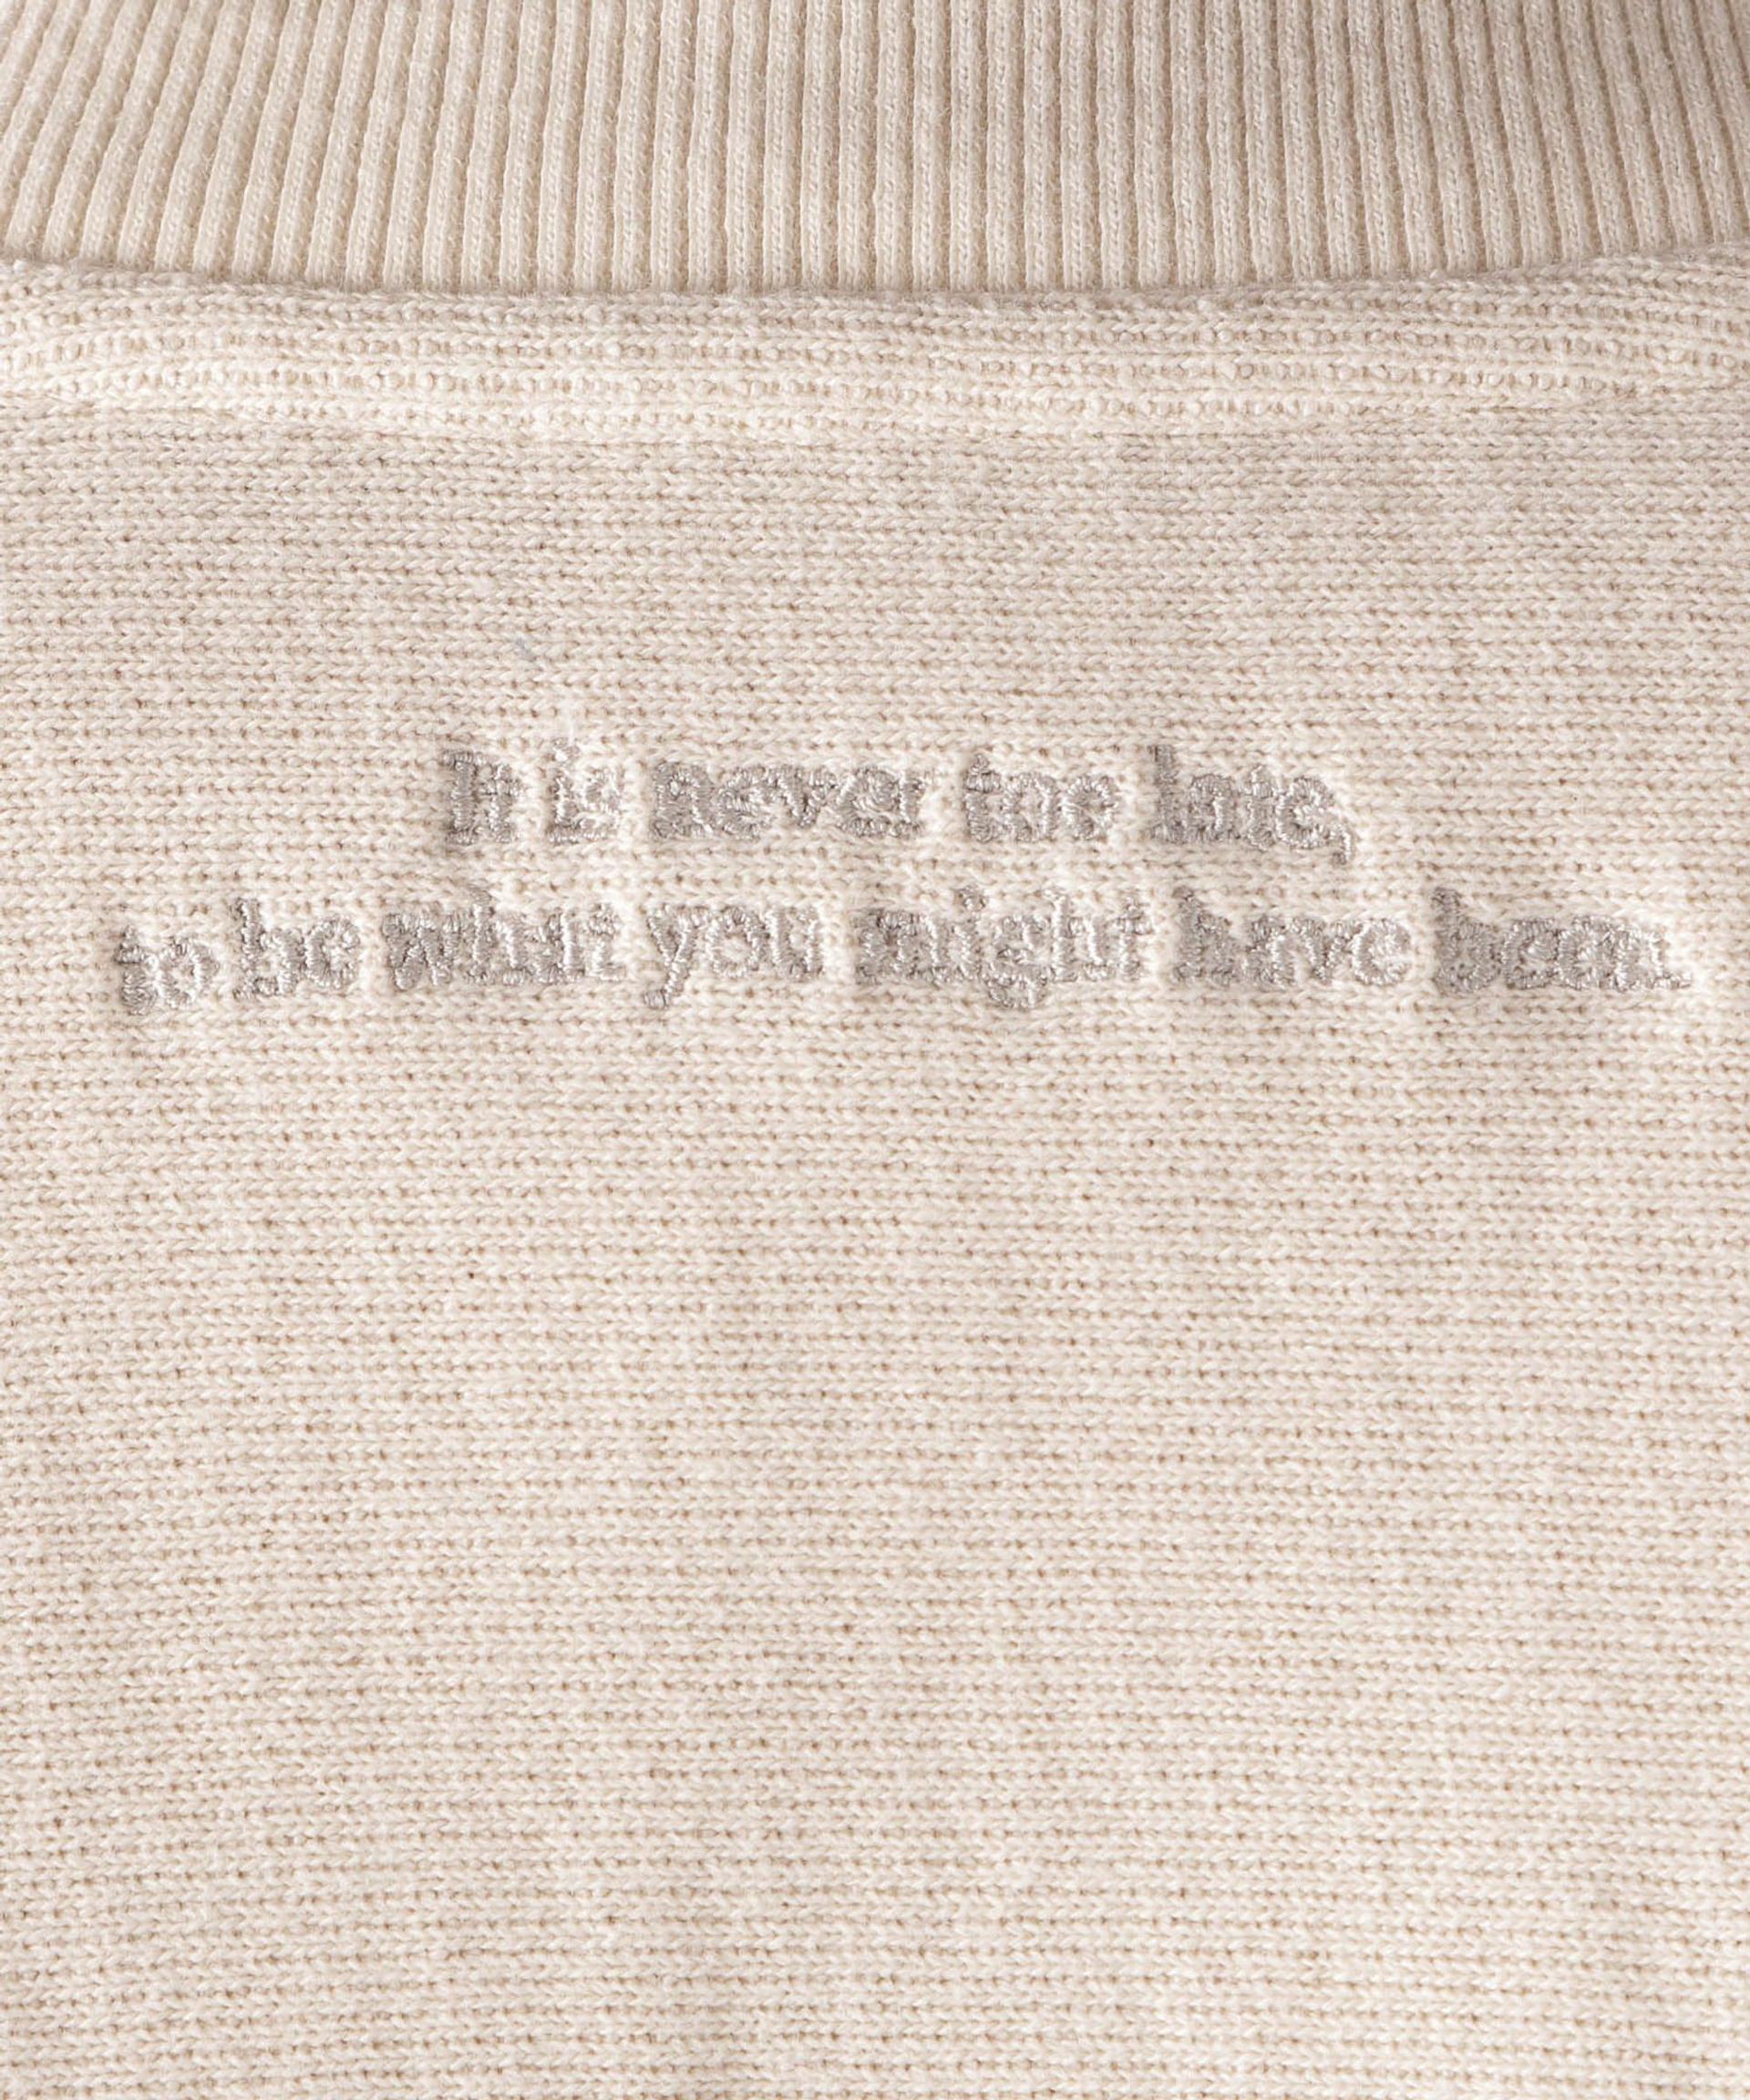 It is never too late,
to be what you might have been.